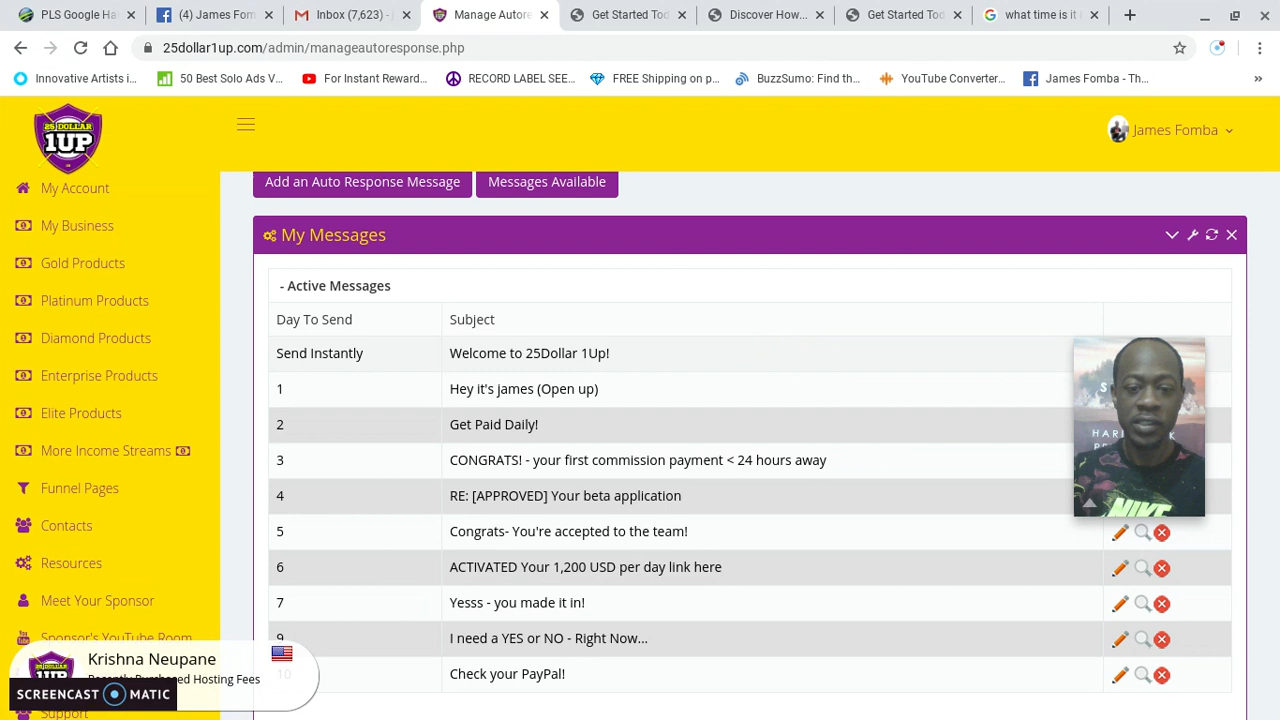 PLS Google Ha
(4) James Fom
Inbox (7,623) - j
Manage Autore
Get Started Tod
Discover How...
Get Started Tod
what time is it i
25dollar1up.com/admin/manageautoresponse.php
Innovative Artists i...
50 Best Solo Ads V...
For Instant Reward...
RECORD LABEL SEE...
FREE Shipping on p...
BuzzSumo: Find th...
YouTube Converter...
James Fomba - Th...
25 DOLLAR
1UP
James Fomba
My Account
My Business
Gold Products
Platinum Products
Diamond Products
Enterprise Products
Elite Products
More Income Streams
Funnel Pages
Contacts
Resources
Meet Your Sponsor
Sponsor's YouTube Room
Support
Add an Auto Response Message
Messages Available
My Messages
- Active Messages
Day To Send Subject
Send Instantly Welcome to 25Dollar 1Up!
1 Hey it's james (Open up)
2 Get Paid Daily!
3 CONGRATS! - your first commission payment < 24 hours away
4 RE: [APPROVED] Your beta application
5 Congrats- You're accepted to the team!
6 ACTIVATED Your 1,200 USD per day link here
7 Yesss - you made it in!
9 I need a YES or NO - Right Now...
10 Check your PayPal!
Krishna Neupane
Recently Purchased Hosting Fees
1UP
SCREENCAST MATIC
NIKE